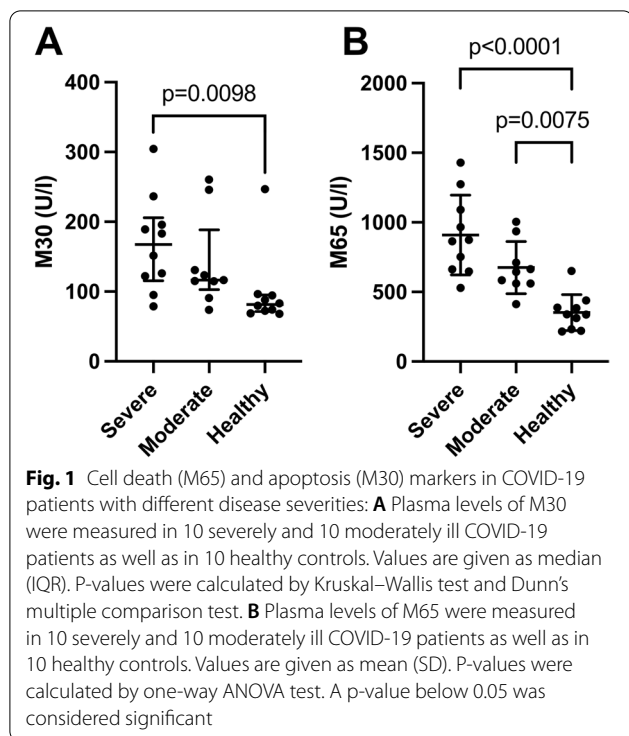 A
B
p<0.0001
p=0.0098
p=0.0075
400
300
200
100
0
M30 (U/l)
Severe
Moderate
Healthy
2000
1500
1000
500
0
M65 (U/l)
Severe
Moderate
Healthy
Fig. 1 Cell death (M65) and apoptosis (M30) markers in COVID-19
patients with different disease severities: A Plasma levels of M30
were measured in 10 severely and 10 moderately ill COVID-19
patients as well as in 10 healthy controls. Values are given as median
(IQR). P-values were calculated by Kruskal–Wallis test and Dunn's
multiple comparison test. B Plasma levels of M65 were measured
in 10 severely and 10 moderately ill COVID-19 patients as well as in
10 healthy controls. Values are given as mean (SD). P-values were
calculated by one-way ANOVA test. A p-value below 0.05 was
considered significant